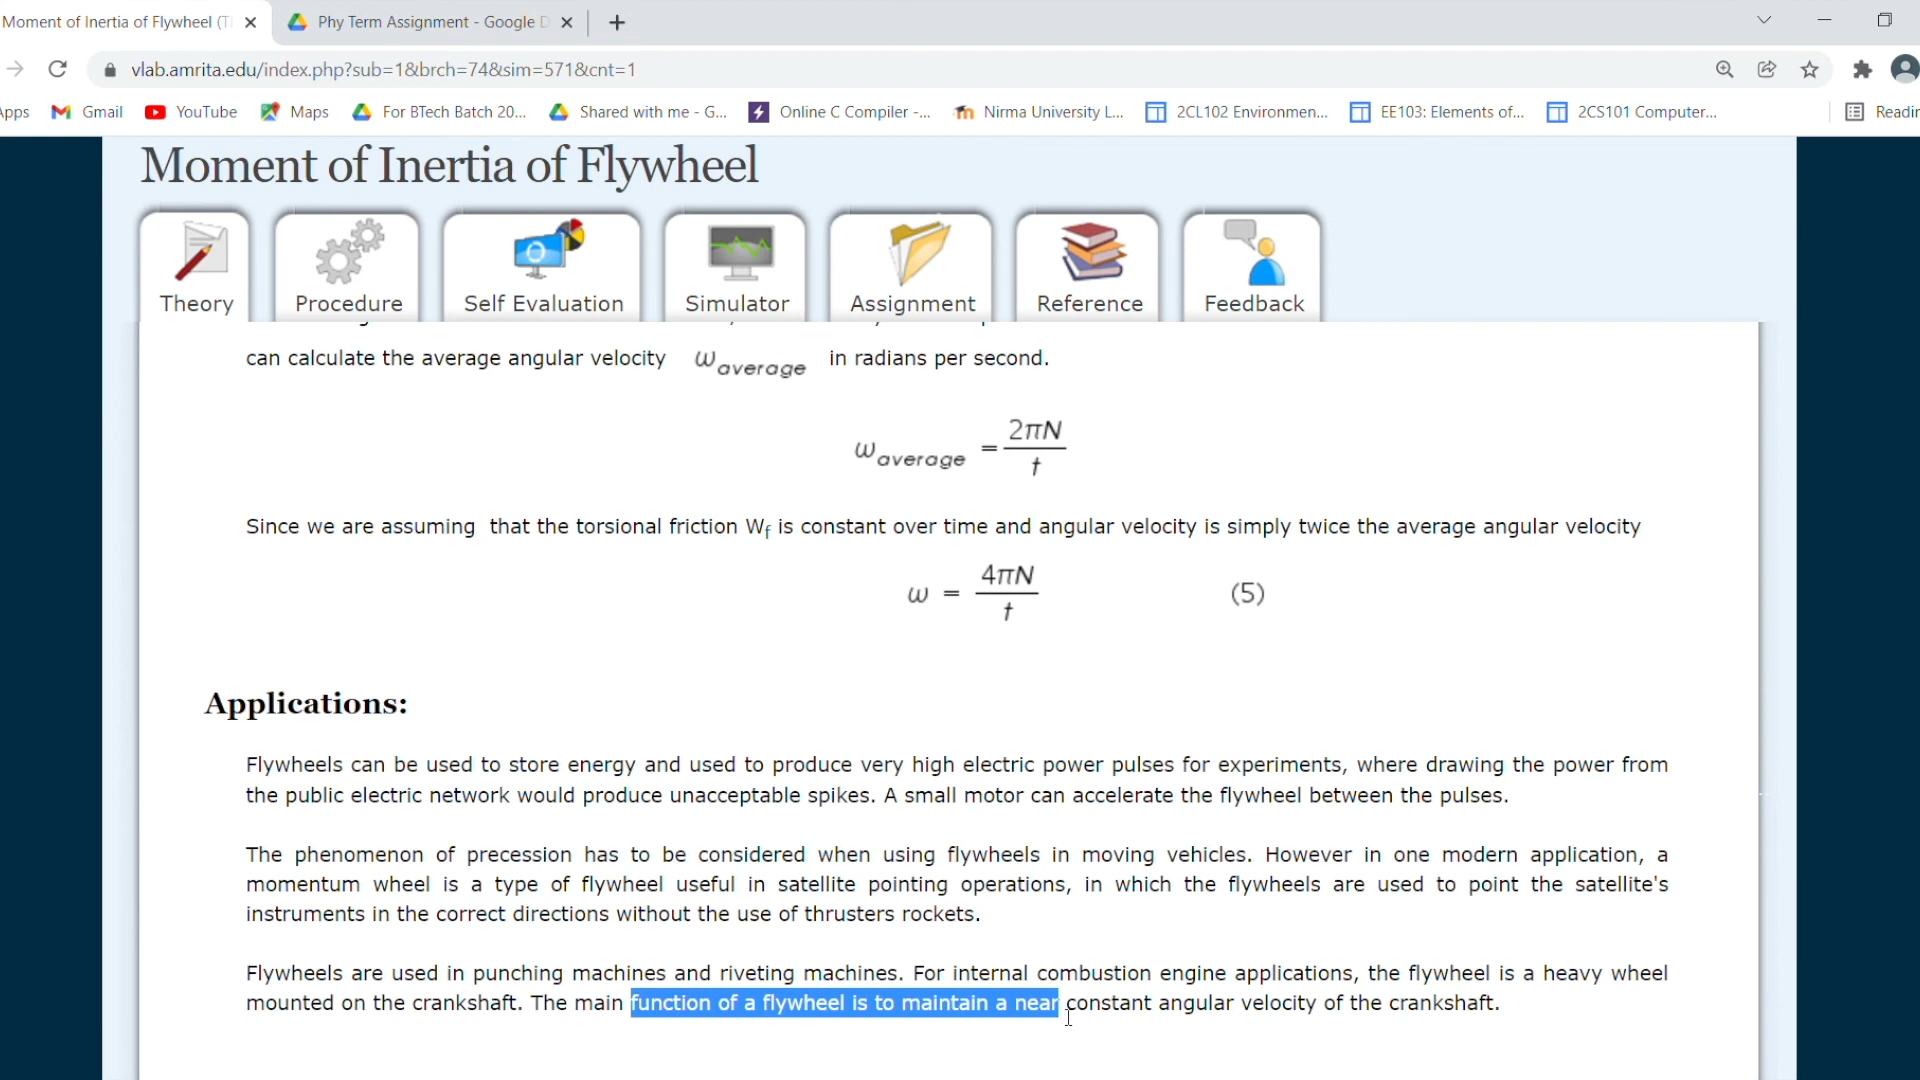 Moment of Inertia of Flywheel (T
Phy Term Assignment - Google D
vlab.amrita.edu/index.php?sub=1&brch=74&sim=571&cnt=1
Apps Gmail YouTube Maps For BTech Batch 20... Shared with me - G... Online C Compiler -... Nirma University L... 2CL102 Environmen... EE103: Elements of... 2CS101 Computer... Readin
Moment of Inertia of Flywheel
Theory Procedure Self Evaluation Simulator Assignment Reference Feedback
can calculate the average angular velocity ω average in radians per second.
ω average = 2πN / t
Since we are assuming that the torsional friction Wf is constant over time and angular velocity is simply twice the average angular velocity
ω = 4πN / t (5)
Applications:
Flywheels can be used to store energy and used to produce very high electric power pulses for experiments, where drawing the power from
the public electric network would produce unacceptable spikes. A small motor can accelerate the flywheel between the pulses.
The phenomenon of precession has to be considered when using flywheels in moving vehicles. However in one modern application, a
momentum wheel is a type of flywheel useful in satellite pointing operations, in which the flywheels are used to point the satellite's
instruments in the correct directions without the use of thrusters rockets.
Flywheels are used in punching machines and riveting machines. For internal combustion engine applications, the flywheel is a heavy wheel
mounted on the crankshaft. The main function of a flywheel is to maintain a near constant angular velocity of the crankshaft.